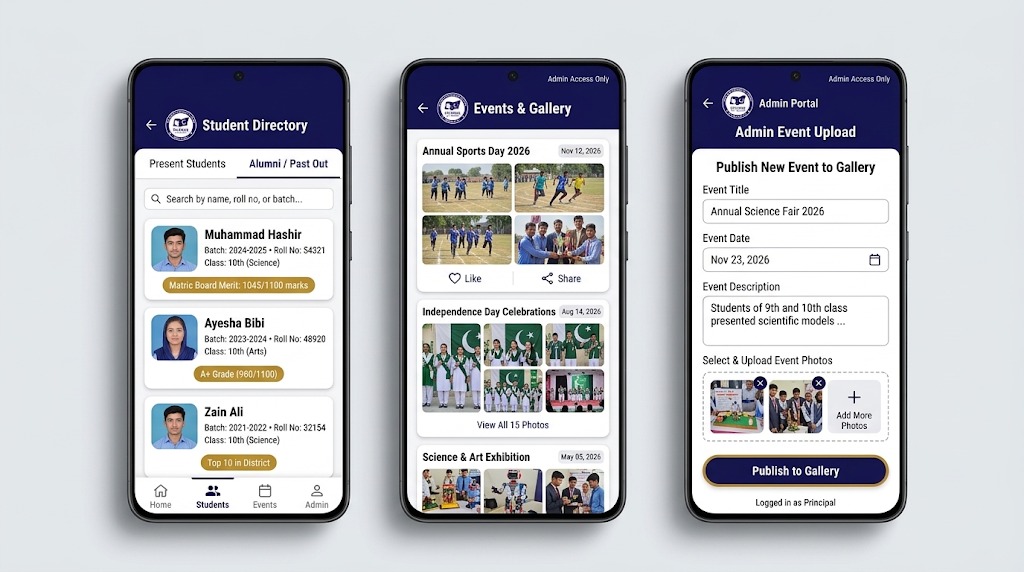 Student Directory
Present Students
Alumni / Past Out
Search by name, roll no, or batch...
Muhammad Hashir
Batch: 2024-2025 • Roll No: S4321
Class: 10th (Science)
Matric Board Merit: 1045/1100 marks
Ayesha Bibi
Batch: 2023-2024 • Roll No: 48920
Class: 10th (Arts)
A+ Grade (960/1100)
Zain Ali
Batch: 2021-2022 • Roll No: 32154
Class: 10th (Science)
Top 10 in District
Home
Students
Events
Admin
Admin Access Only
Events & Gallery
Annual Sports Day 2026
Nov 12, 2026
Like
Share
Independence Day Celebrations
Aug 14, 2026
View All 15 Photos
Science & Art Exhibition
May 05, 2026
Admin Access Only
Admin Portal
Admin Event Upload
Publish New Event to Gallery
Event Title
Annual Science Fair 2026
Event Date
Nov 23, 2026
Event Description
Students of 9th and 10th class
presented scientific models ...
Select & Upload Event Photos
Add More
Photos
Publish to Gallery
Logged in as Principal